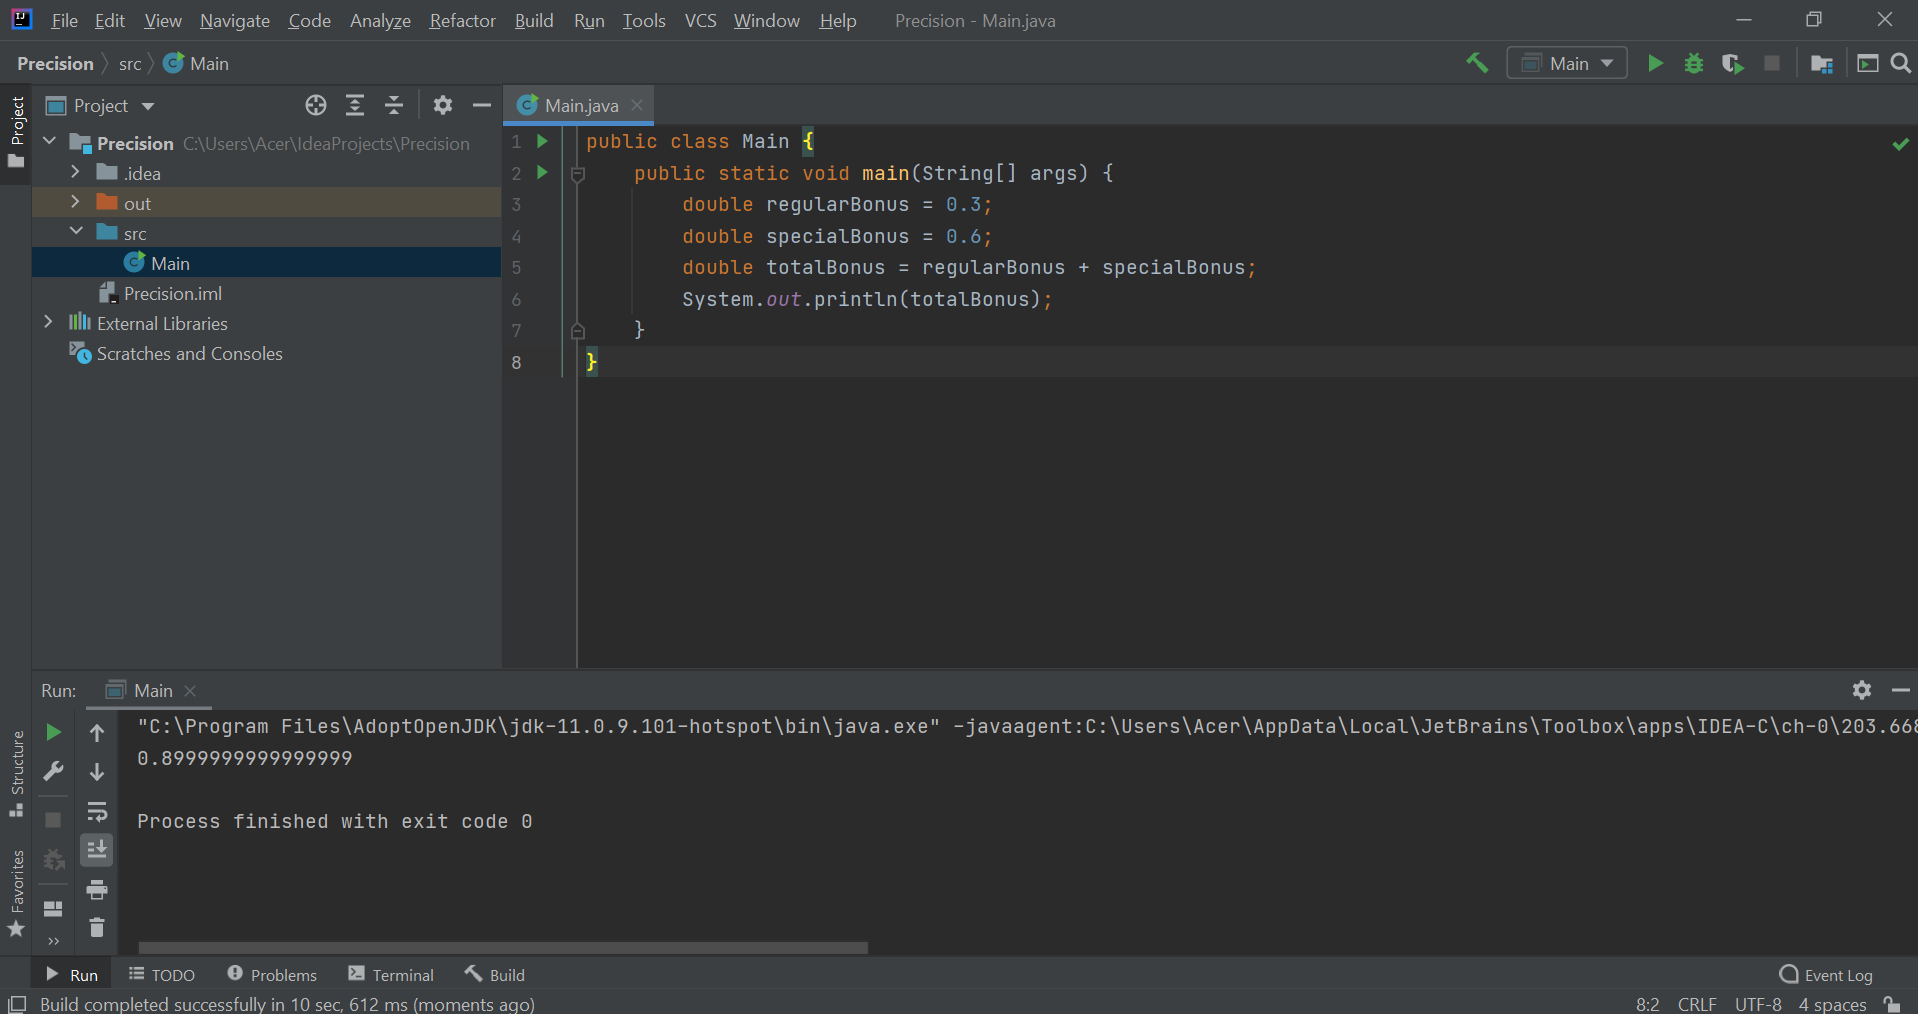 File Edit View Navigate Code Analyze Refactor Build Run Tools VCS Window Help Precision - Main.java
Precision src Main
Main
Project
Project
Main.java
Precision C:\Users\Acer\IdeaProjects\Precision
.idea
out
src
Main
Precision.iml
External Libraries
Scratches and Consoles
1 public class Main {
2 public static void main(String[] args) {
3 double regularBonus = 0.3;
4 double specialBonus = 0.6;
5 double totalBonus = regularBonus + specialBonus;
6 System.out.println(totalBonus);
7 }
8 }
Run: Main
"C:\Program Files\AdoptOpenJDK\jdk-11.0.9.101-hotspot\bin\java.exe" -javaagent:C:\Users\Acer\AppData\Local\JetBrains\Toolbox\apps\IDEA-C\ch-0\203.668
0.8999999999999999
Process finished with exit code 0
Structure
Favorites
Run TODO Problems Terminal Build Event Log
Build completed successfully in 10 sec, 612 ms (moments ago) 8:2 CRLF UTF-8 4 spaces